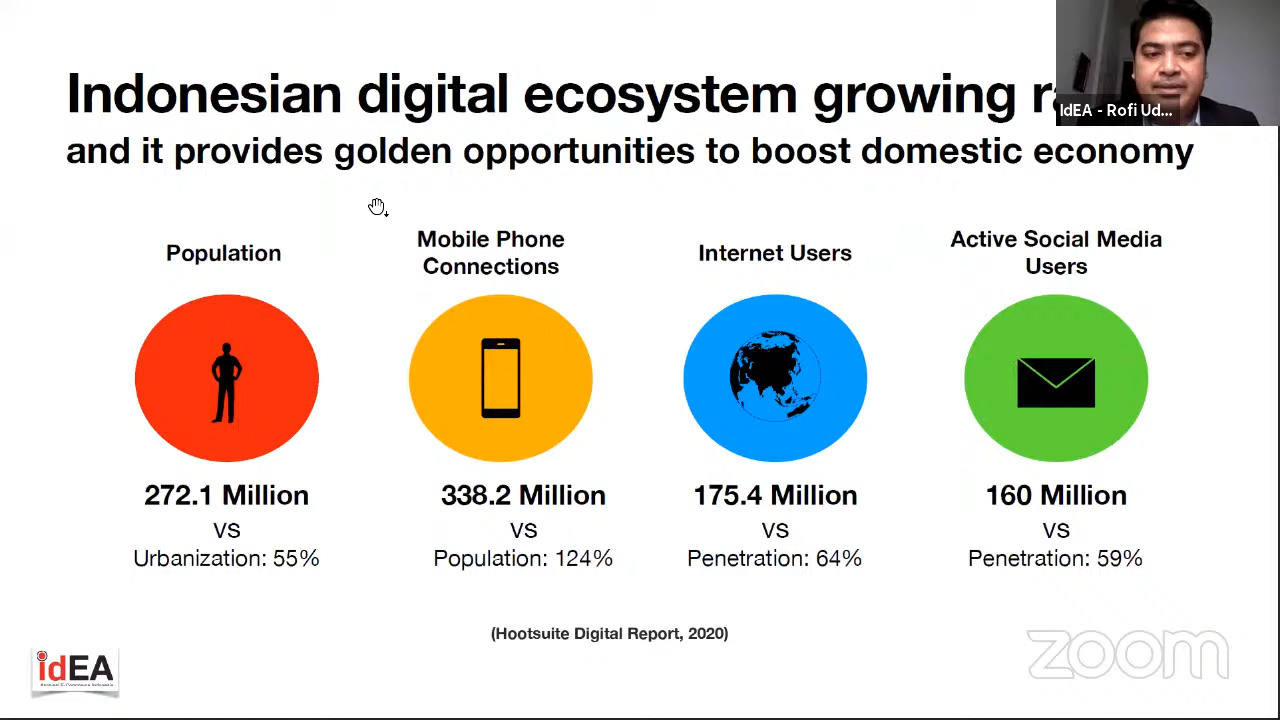 Indonesian digital ecosystem growing
IdEA - Rofi Ud...
and it provides golden opportunities to boost domestic economy
Population
Mobile Phone
Connections
Internet Users
Active Social Media
Users
272.1 Million
vs
Urbanization: 55%
338.2 Million
vs
Population: 124%
175.4 Million
vs
Penetration: 64%
160 Million
vs
Penetration: 59%
(Hootsuite Digital Report, 2020)
idEA
zoom